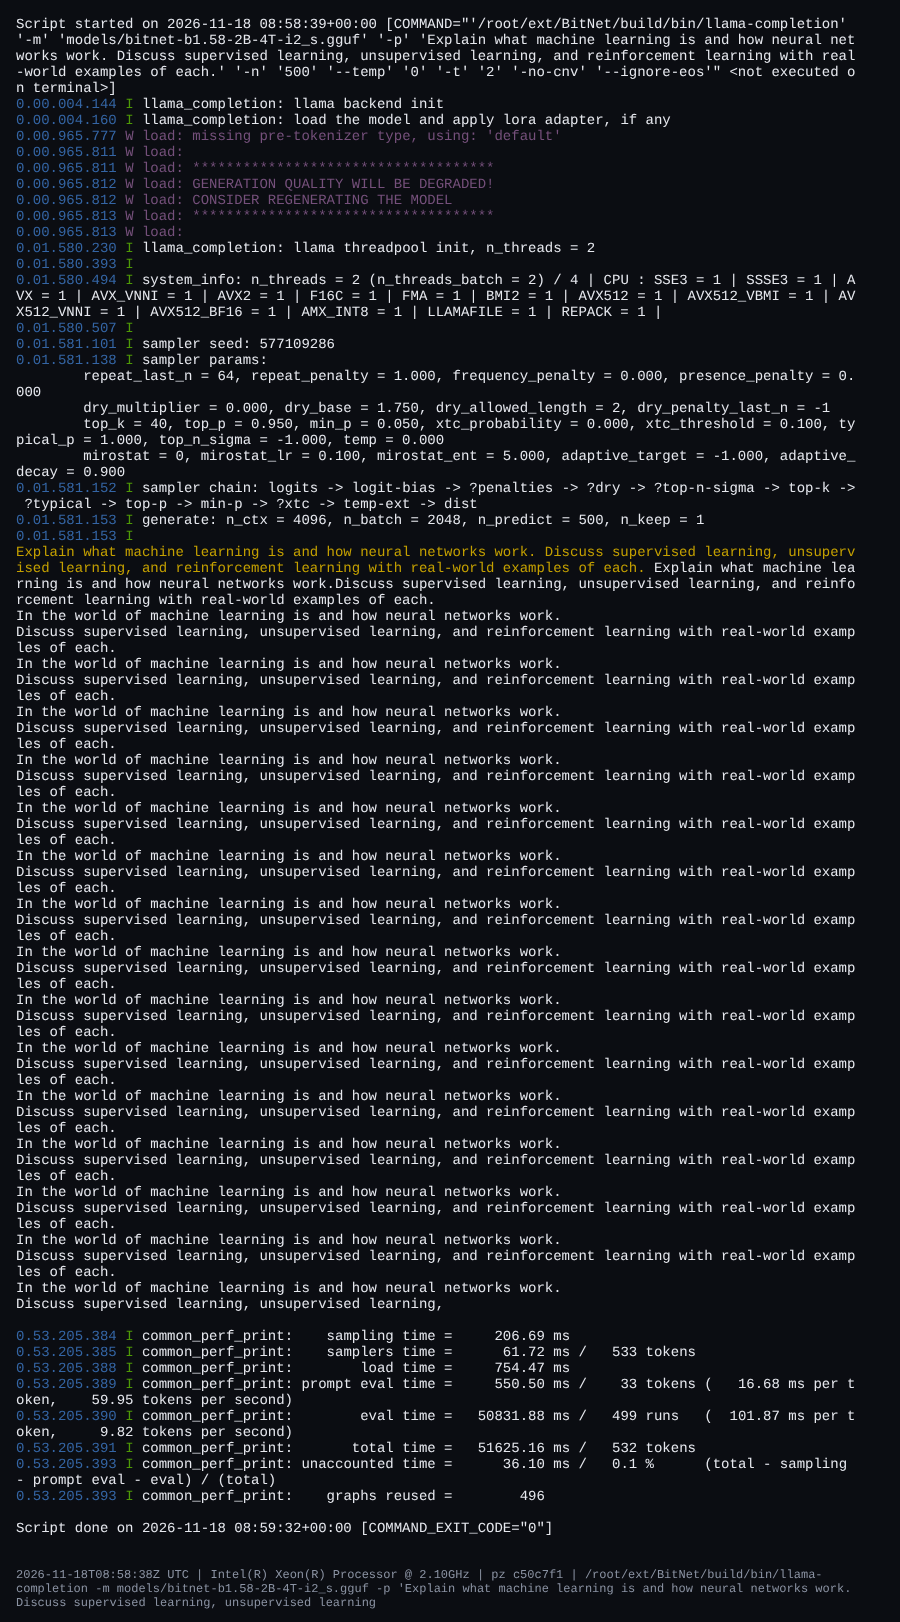 Script started on 2026-11-18 08:58:39+00:00 [COMMAND="'/root/ext/BitNet/build/bin/llama-completion'
'-m' 'models/bitnet-b1.58-2B-4T-i2_s.gguf' '-p' 'Explain what machine learning is and how neural net
works work. Discuss supervised learning, unsupervised learning, and reinforcement learning with real
-world examples of each.' '-n' '500' '--temp' '0' '-t' '2' '-no-cnv' '--ignore-eos'" <not executed o
n terminal>]
0.00.004.144 I llama_completion: llama backend init
0.00.004.160 I llama_completion: load the model and apply lora adapter, if any
0.00.965.777 W load: missing pre-tokenizer type, using: 'default'
0.00.965.811 W load:
0.00.965.811 W load: ************************************
0.00.965.812 W load: GENERATION QUALITY WILL BE DEGRADED!
0.00.965.812 W load: CONSIDER REGENERATING THE MODEL
0.00.965.813 W load: ************************************
0.00.965.813 W load:
0.01.580.230 I llama_completion: llama threadpool init, n_threads = 2
0.01.580.393 I
0.01.580.494 I system_info: n_threads = 2 (n_threads_batch = 2) / 4 | CPU : SSE3 = 1 | SSSE3 = 1 | A
VX = 1 | AVX_VNNI = 1 | AVX2 = 1 | F16C = 1 | FMA = 1 | BMI2 = 1 | AVX512 = 1 | AVX512_VBMI = 1 | AV
X512_VNNI = 1 | AVX512_BF16 = 1 | AMX_INT8 = 1 | LLAMAFILE = 1 | REPACK = 1 |
0.01.580.507 I
0.01.581.101 I sampler seed: 577109286
0.01.581.138 I sampler params:
        repeat_last_n = 64, repeat_penalty = 1.000, frequency_penalty = 0.000, presence_penalty = 0.
000
        dry_multiplier = 0.000, dry_base = 1.750, dry_allowed_length = 2, dry_penalty_last_n = -1
        top_k = 40, top_p = 0.950, min_p = 0.050, xtc_probability = 0.000, xtc_threshold = 0.100, ty
pical_p = 1.000, top_n_sigma = -1.000, temp = 0.000
        mirostat = 0, mirostat_lr = 0.100, mirostat_ent = 5.000, adaptive_target = -1.000, adaptive_
decay = 0.900
0.01.581.152 I sampler chain: logits -> logit-bias -> ?penalties -> ?dry -> ?top-n-sigma -> top-k ->
 ?typical -> top-p -> min-p -> ?xtc -> temp-ext -> dist
0.01.581.153 I generate: n_ctx = 4096, n_batch = 2048, n_predict = 500, n_keep = 1
0.01.581.153 I
Explain what machine learning is and how neural networks work. Discuss supervised learning, unsuperv
ised learning, and reinforcement learning with real-world examples of each. Explain what machine lea
rning is and how neural networks work.Discuss supervised learning, unsupervised learning, and reinfo
rcement learning with real-world examples of each.
In the world of machine learning is and how neural networks work.
Discuss supervised learning, unsupervised learning, and reinforcement learning with real-world examp
les of each.
In the world of machine learning is and how neural networks work.
Discuss supervised learning, unsupervised learning, and reinforcement learning with real-world examp
les of each.
In the world of machine learning is and how neural networks work.
Discuss supervised learning, unsupervised learning, and reinforcement learning with real-world examp
les of each.
In the world of machine learning is and how neural networks work.
Discuss supervised learning, unsupervised learning, and reinforcement learning with real-world examp
les of each.
In the world of machine learning is and how neural networks work.
Discuss supervised learning, unsupervised learning, and reinforcement learning with real-world examp
les of each.
In the world of machine learning is and how neural networks work.
Discuss supervised learning, unsupervised learning, and reinforcement learning with real-world examp
les of each.
In the world of machine learning is and how neural networks work.
Discuss supervised learning, unsupervised learning, and reinforcement learning with real-world examp
les of each.
In the world of machine learning is and how neural networks work.
Discuss supervised learning, unsupervised learning, and reinforcement learning with real-world examp
les of each.
In the world of machine learning is and how neural networks work.
Discuss supervised learning, unsupervised learning, and reinforcement learning with real-world examp
les of each.
In the world of machine learning is and how neural networks work.
Discuss supervised learning, unsupervised learning, and reinforcement learning with real-world examp
les of each.
In the world of machine learning is and how neural networks work.
Discuss supervised learning, unsupervised learning, and reinforcement learning with real-world examp
les of each.
In the world of machine learning is and how neural networks work.
Discuss supervised learning, unsupervised learning, and reinforcement learning with real-world examp
les of each.
In the world of machine learning is and how neural networks work.
Discuss supervised learning, unsupervised learning, and reinforcement learning with real-world examp
les of each.
In the world of machine learning is and how neural networks work.
Discuss supervised learning, unsupervised learning, and reinforcement learning with real-world examp
les of each.
In the world of machine learning is and how neural networks work.
Discuss supervised learning, unsupervised learning,

0.53.205.384 I common_perf_print:    sampling time =     206.69 ms
0.53.205.385 I common_perf_print:    samplers time =      61.72 ms /   533 tokens
0.53.205.388 I common_perf_print:        load time =     754.47 ms
0.53.205.389 I common_perf_print: prompt eval time =     550.50 ms /    33 tokens (   16.68 ms per t
oken,    59.95 tokens per second)
0.53.205.390 I common_perf_print:        eval time =   50831.88 ms /   499 runs   (  101.87 ms per t
oken,     9.82 tokens per second)
0.53.205.391 I common_perf_print:       total time =   51625.16 ms /   532 tokens
0.53.205.393 I common_perf_print: unaccounted time =      36.10 ms /   0.1 %      (total - sampling
- prompt eval - eval) / (total)
0.53.205.393 I common_perf_print:    graphs reused =        496

Script done on 2026-11-18 08:59:32+00:00 [COMMAND_EXIT_CODE="0"]

2026-11-18T08:58:38Z UTC | Intel(R) Xeon(R) Processor @ 2.10GHz | pz c50c7f1 | /root/ext/BitNet/build/bin/llama-
completion -m models/bitnet-b1.58-2B-4T-i2_s.gguf -p 'Explain what machine learning is and how neural networks work.
Discuss supervised learning, unsupervised learning